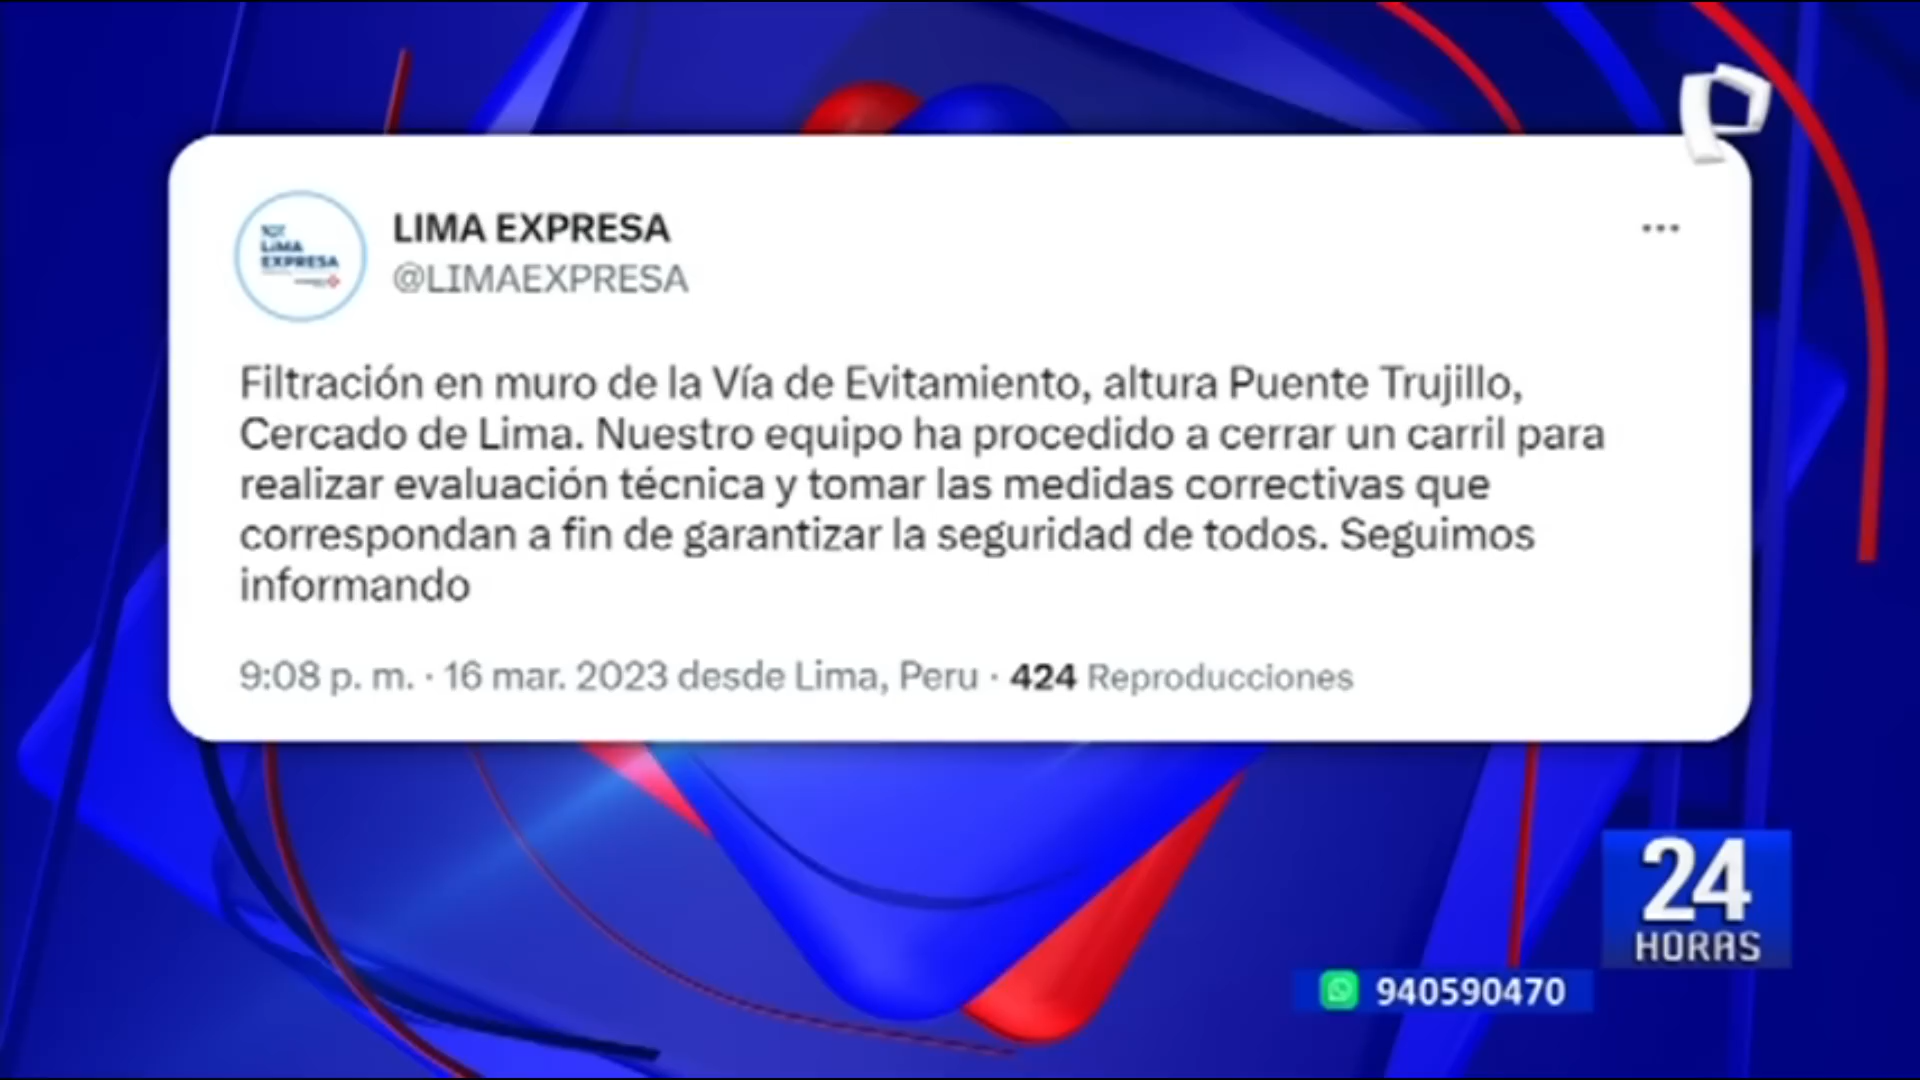 LIMA EXPRESA
@LIMAEXPRESA
LIMA
EXPRESA
Filtración en muro de la Vía de Evitamiento, altura Puente Trujillo,
Cercado de Lima. Nuestro equipo ha procedido a cerrar un carril para
realizar evaluación técnica y tomar las medidas correctivas que
correspondan a fin de garantizar la seguridad de todos. Seguimos
informando
9:08 p. m. · 16 mar. 2023 desde Lima, Peru · 424 Reproducciones
24
HORAS
940590470